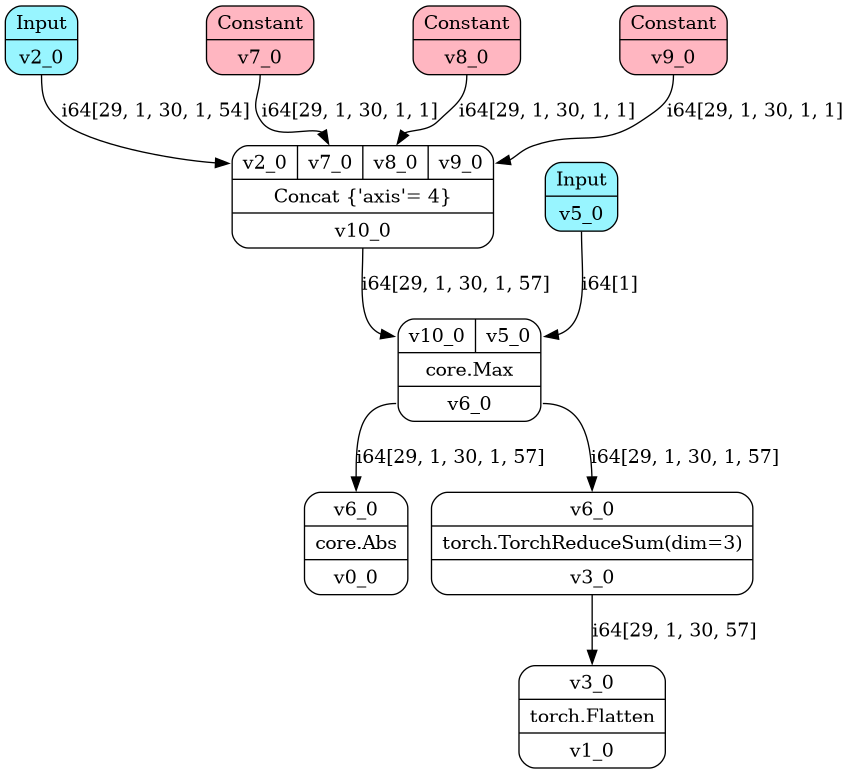 Input
v2_0
Constant
v7_0
Constant
v8_0
Constant
v9_0
i64[29, 1, 30, 1, 54]
i64[29, 1, 30, 1, 1]
i64[29, 1, 30, 1, 1]
i64[29, 1, 30, 1, 1]
v2_0 v7_0 v8_0 v9_0
Concat {'axis'= 4}
v10_0
Input
v5_0
i64[29, 1, 30, 1, 57]
i64[1]
v10_0 v5_0
core.Max
v6_0
i64[29, 1, 30, 1, 57]
i64[29, 1, 30, 1, 57]
v6_0
core.Abs
v0_0
v6_0
torch.TorchReduceSum(dim=3)
v3_0
i64[29, 1, 30, 57]
v3_0
torch.Flatten
v1_0